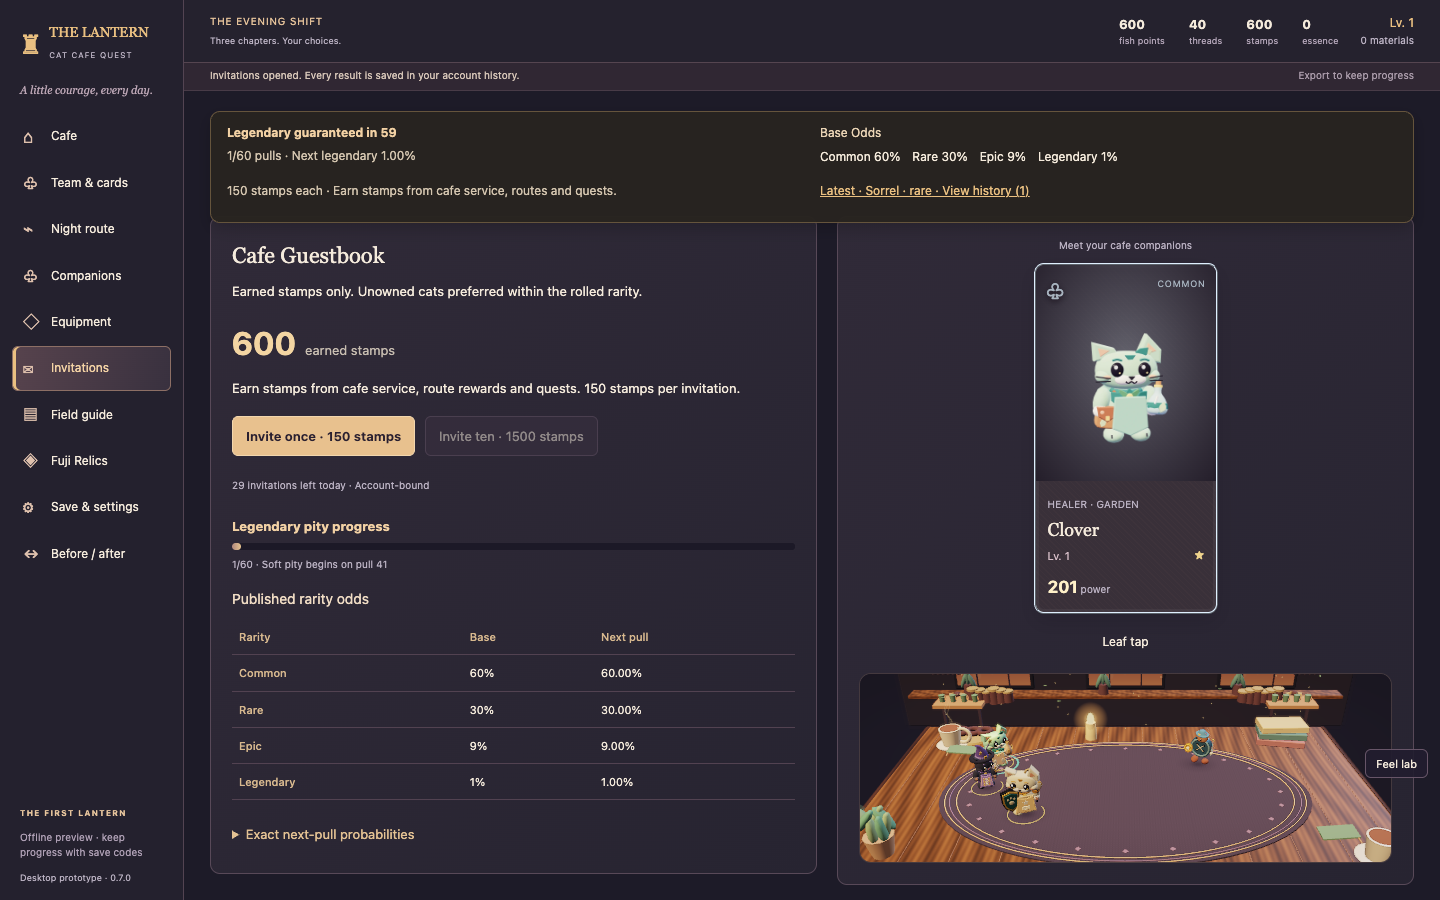 THE LANTERN
CAT CAFE QUEST
A little courage, every day.
Cafe
Team & cards
Night route
Companions
Equipment
Invitations
Field guide
Fuji Relics
Save & settings
Before / after
THE FIRST LANTERN
Offline preview · keep
progress with save codes
Desktop prototype · 0.7.0
THE EVENING SHIFT
Three chapters. Your choices.
600 fish points
40 threads
600 stamps
0 essence
Lv. 1
0 materials
Invitations opened. Every result is saved in your account history.
Export to keep progress
Legendary guaranteed in 59
1/60 pulls · Next legendary 1.00%
150 stamps each · Earn stamps from cafe service, routes and quests.
Base Odds
Common 60% Rare 30% Epic 9% Legendary 1%
Latest · Sorrel · rare · View history (1)
Cafe Guestbook
Earned stamps only. Unowned cats preferred within the rolled rarity.
600 earned stamps
Earn stamps from cafe service, route rewards and quests. 150 stamps per invitation.
Invite once · 150 stamps
Invite ten · 1500 stamps
29 invitations left today · Account-bound
Legendary pity progress
1/60 · Soft pity begins on pull 41
Published rarity odds
Rarity Base Next pull
Common 60% 60.00%
Rare 30% 30.00%
Epic 9% 9.00%
Legendary 1% 1.00%
Exact next-pull probabilities
Meet your cafe companions
COMMON
HEALER · GARDEN
Clover
Lv. 1
201 power
Leaf tap
Feel lab